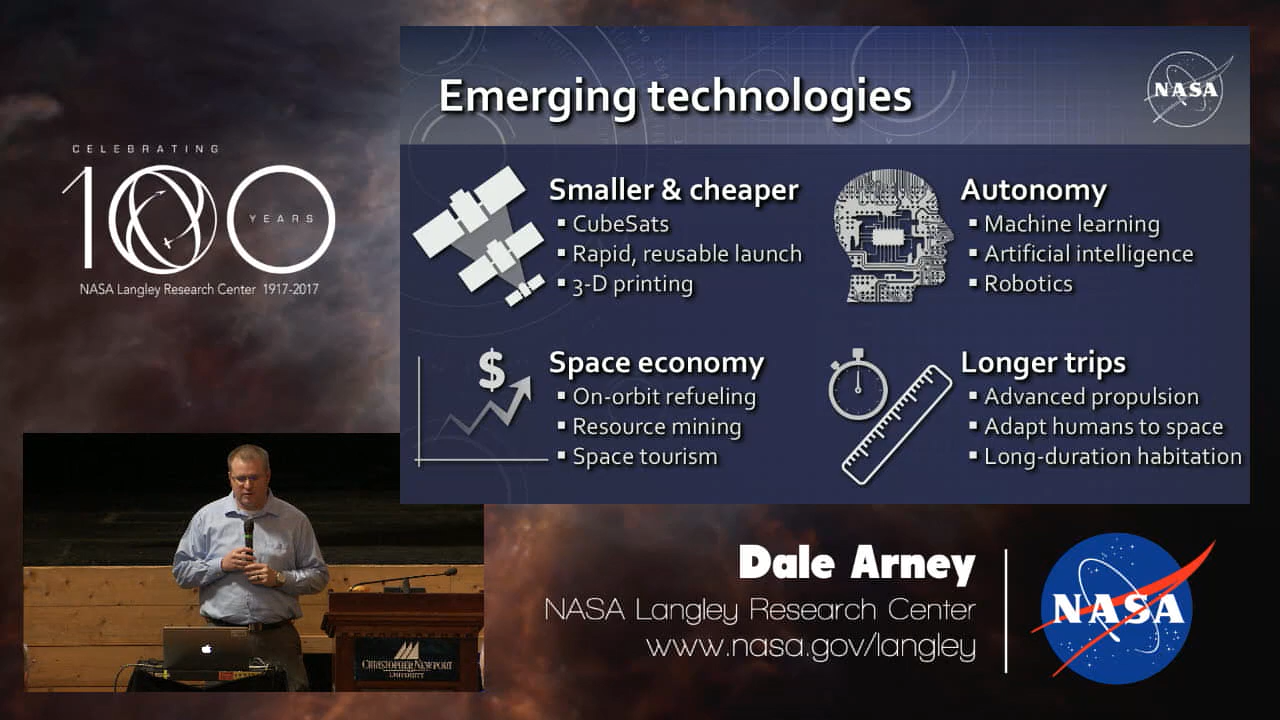 CELEBRATING
100
YEARS
NASA Langley Research Center 1917-2017
Emerging technologies
NASA
Smaller & cheaper
▪ CubeSats
▪ Rapid, reusable launch
▪ 3-D printing
Autonomy
▪ Machine learning
▪ Artificial intelligence
▪ Robotics
$
Space economy
▪ On-orbit refueling
▪ Resource mining
▪ Space tourism
Longer trips
▪ Advanced propulsion
▪ Adapt humans to space
▪ Long-duration habitation
CHRISTOPHER NEWPORT
UNIVERSITY
Dale Arney
NASA Langley Research Center
www.nasa.gov/langley
NASA